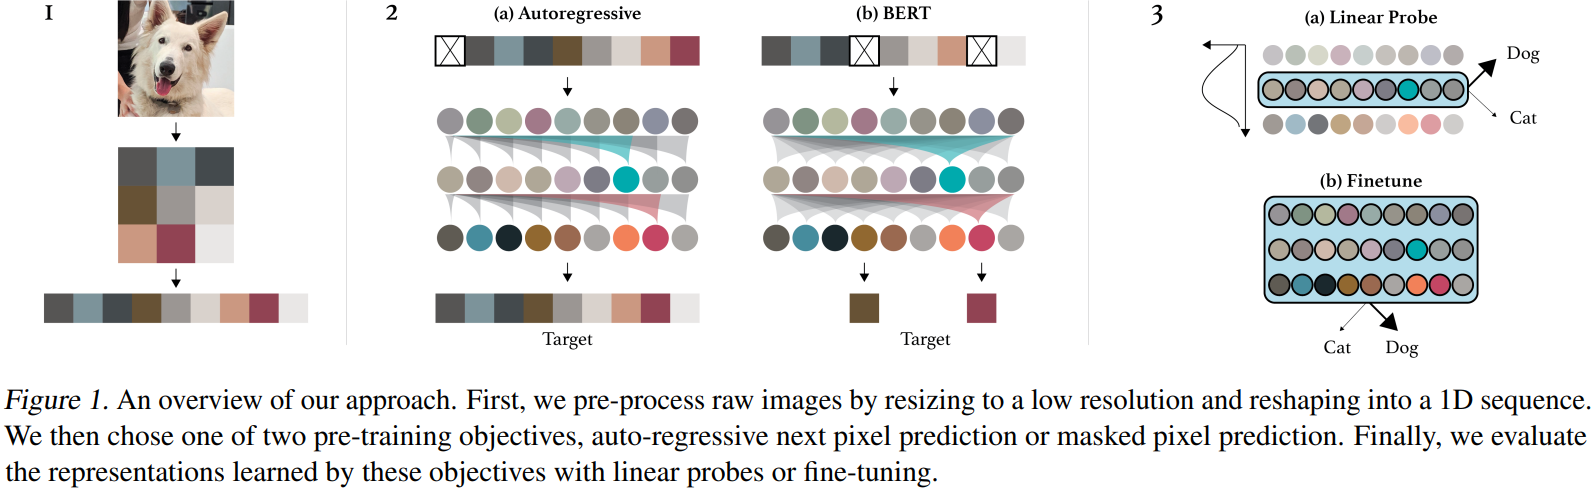 1
2
(a) Autoregressive
(b) BERT
Target
Target
3
(a) Linear Probe
Dog
Cat
(b) Finetune
Cat
Dog
Figure 1. An overview of our approach. First, we pre-process raw images by resizing to a low resolution and reshaping into a 1D sequence.
We then chose one of two pre-training objectives, auto-regressive next pixel prediction or masked pixel prediction. Finally, we evaluate
the representations learned by these objectives with linear probes or fine-tuning.